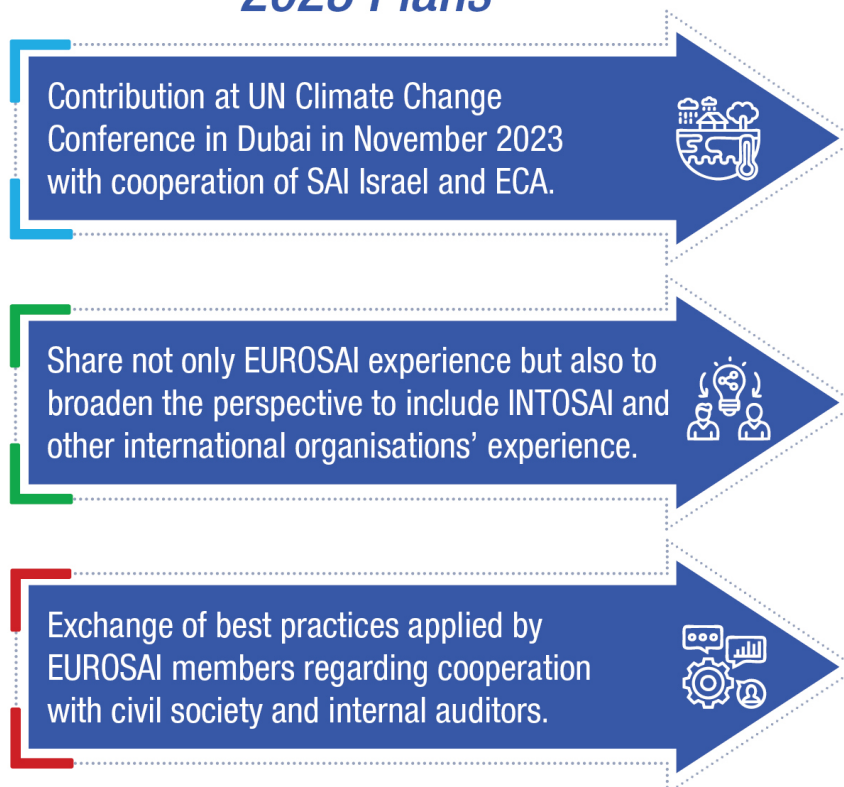 2023 Plans
Contribution at UN Climate Change
Conference in Dubai in November 2023
with cooperation of SAI Israel and ECA.
Share not only EUROSAI experience but also to
broaden the perspective to include INTOSAI and
other international organisations’ experience.
Exchange of best practices applied by
EUROSAI members regarding cooperation
with civil society and internal auditors.